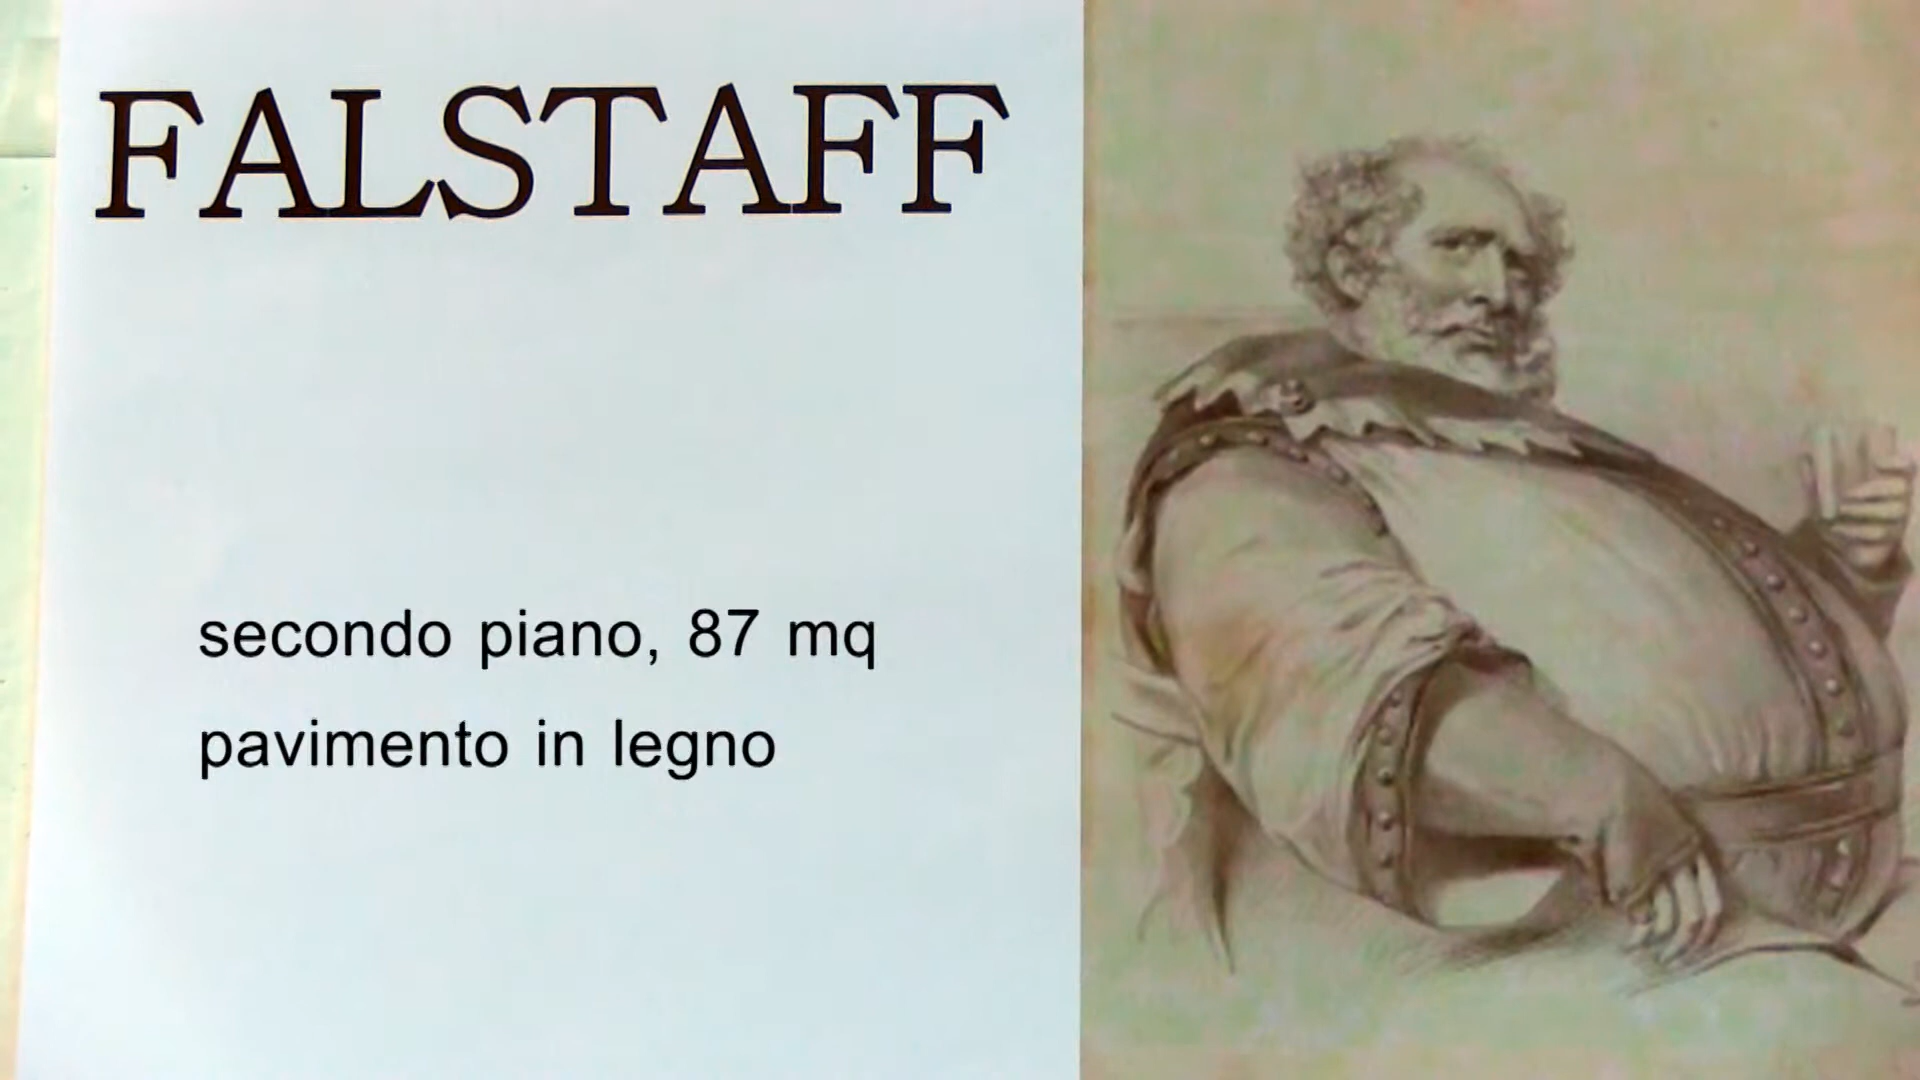 FALSTAFF
secondo piano, 87 mq
pavimento in legno